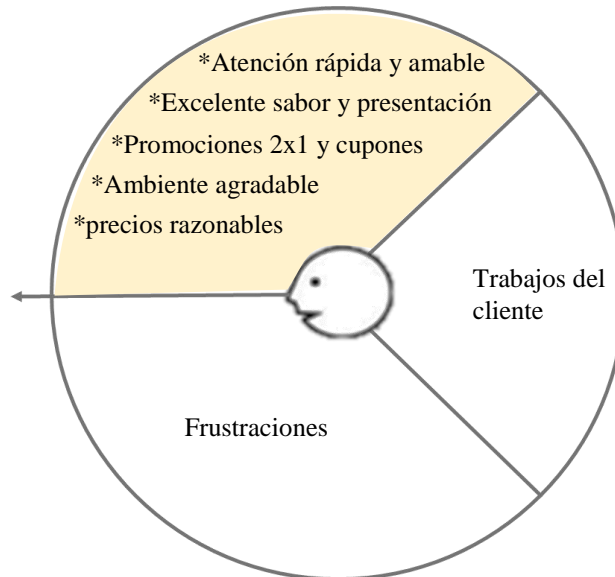 *Atención rápida y amable
*Excelente sabor y presentación
*Promociones 2x1 y cupones
*Ambiente agradable
*precios razonables
Trabajos del
cliente
Frustraciones